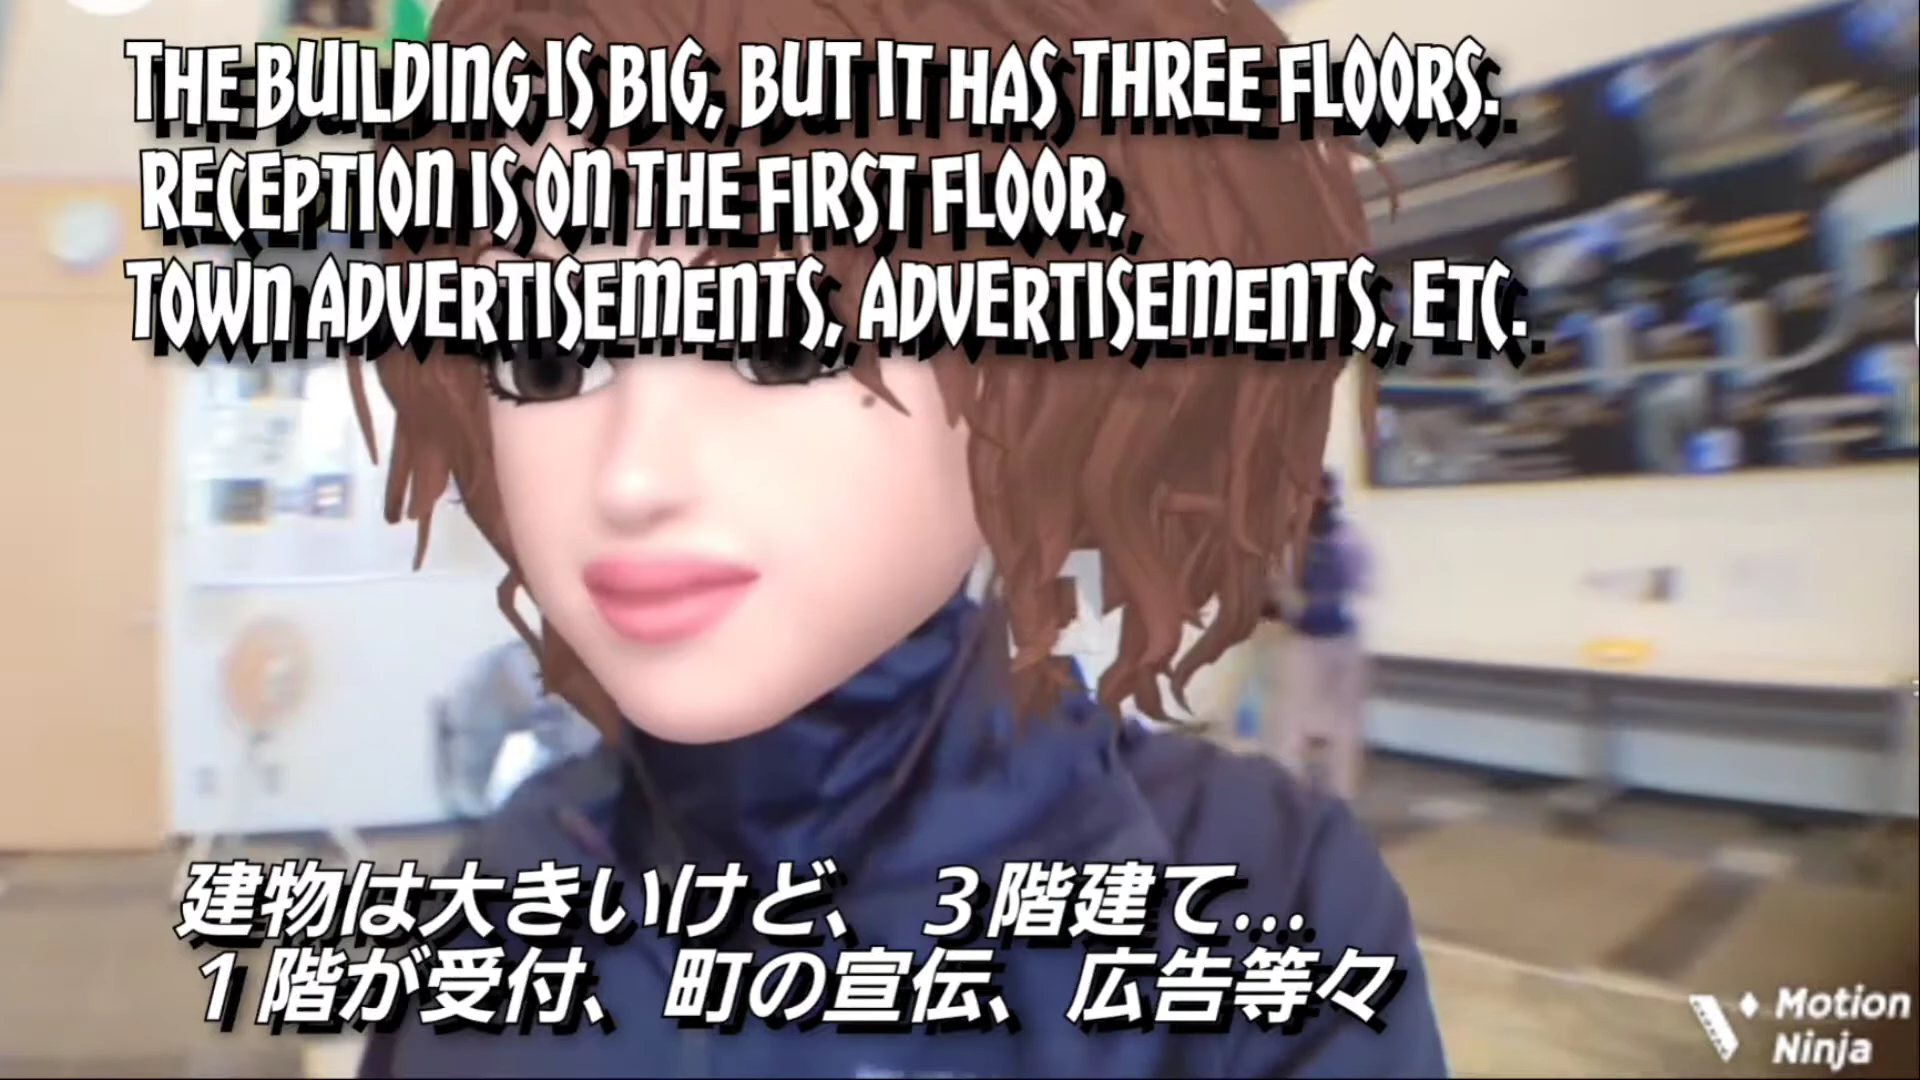 THE BUILDING IS BIG, BUT IT HAS THREE FLOORS.
RECEPTION IS ON THE FIRST FLOOR,
TOWN ADVERTISEMENTS, ADVERTISEMENTS, ETC.
建物は大きいけど、３階建て…
１階が受付、町の宣伝、広告等々
Motion
Ninja